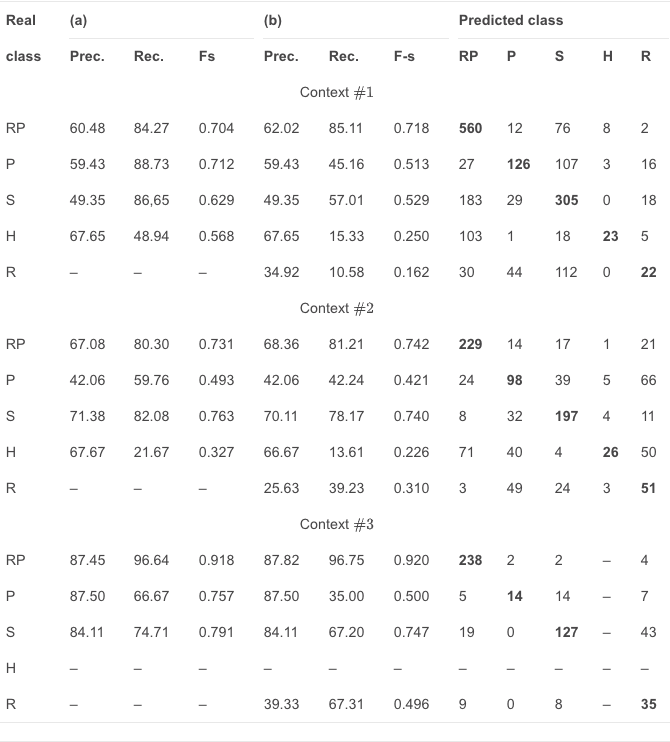 Real (a) (b) Predicted class
class Prec. Rec. Fs Prec. Rec. F-s RP P S H R
Context #1
RP 60.48 84.27 0.704 62.02 85.11 0.718 560 12 76 8 2
P 59.43 88.73 0.712 59.43 45.16 0.513 27 126 107 3 16
S 49.35 86,65 0.629 49.35 57.01 0.529 183 29 305 0 18
H 67.65 48.94 0.568 67.65 15.33 0.250 103 1 18 23 5
R – – – 34.92 10.58 0.162 30 44 112 0 22
Context #2
RP 67.08 80.30 0.731 68.36 81.21 0.742 229 14 17 1 21
P 42.06 59.76 0.493 42.06 42.24 0.421 24 98 39 5 66
S 71.38 82.08 0.763 70.11 78.17 0.740 8 32 197 4 11
H 67.67 21.67 0.327 66.67 13.61 0.226 71 40 4 26 50
R – – – 25.63 39.23 0.310 3 49 24 3 51
Context #3
RP 87.45 96.64 0.918 87.82 96.75 0.920 238 2 2 – 4
P 87.50 66.67 0.757 87.50 35.00 0.500 5 14 14 – 7
S 84.11 74.71 0.791 84.11 67.20 0.747 19 0 127 – 43
H – – – – – – – – – – –
R – – – 39.33 67.31 0.496 9 0 8 – 35